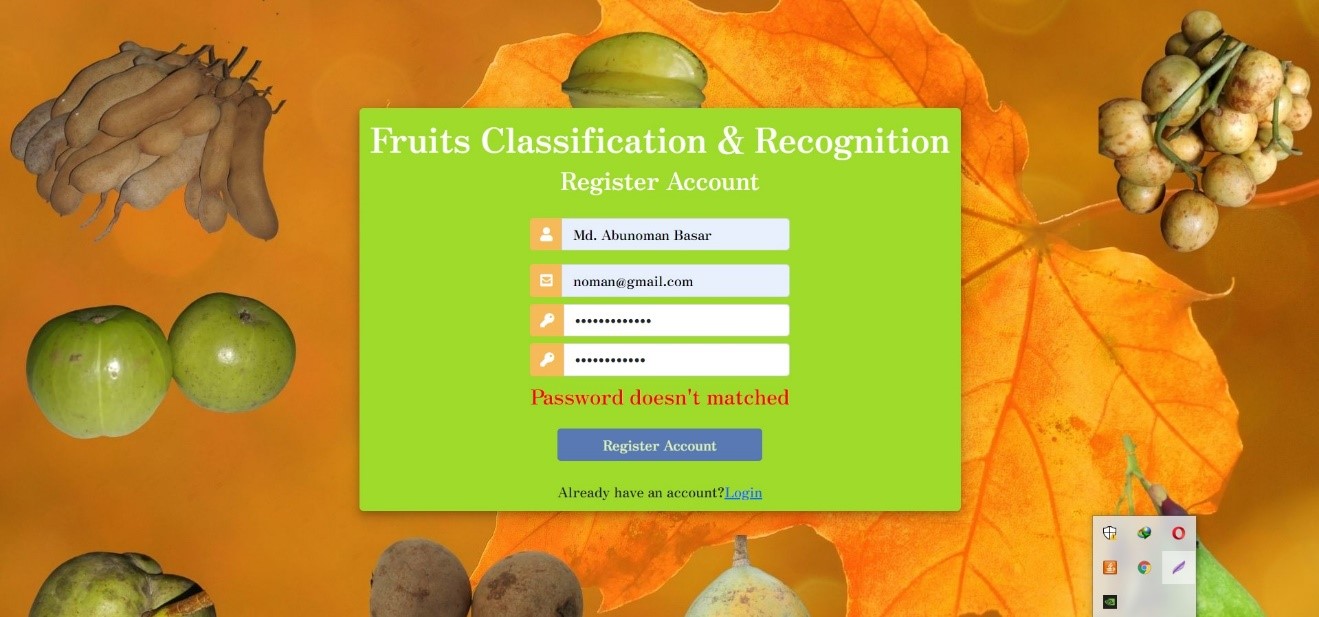 Fruits Classification & Recognition
Register Account
Md. Abunoman Basar
noman@gmail.com
•••••••••••••
••••••••••••
Password doesn't matched
Register Account
Already have an account?Login